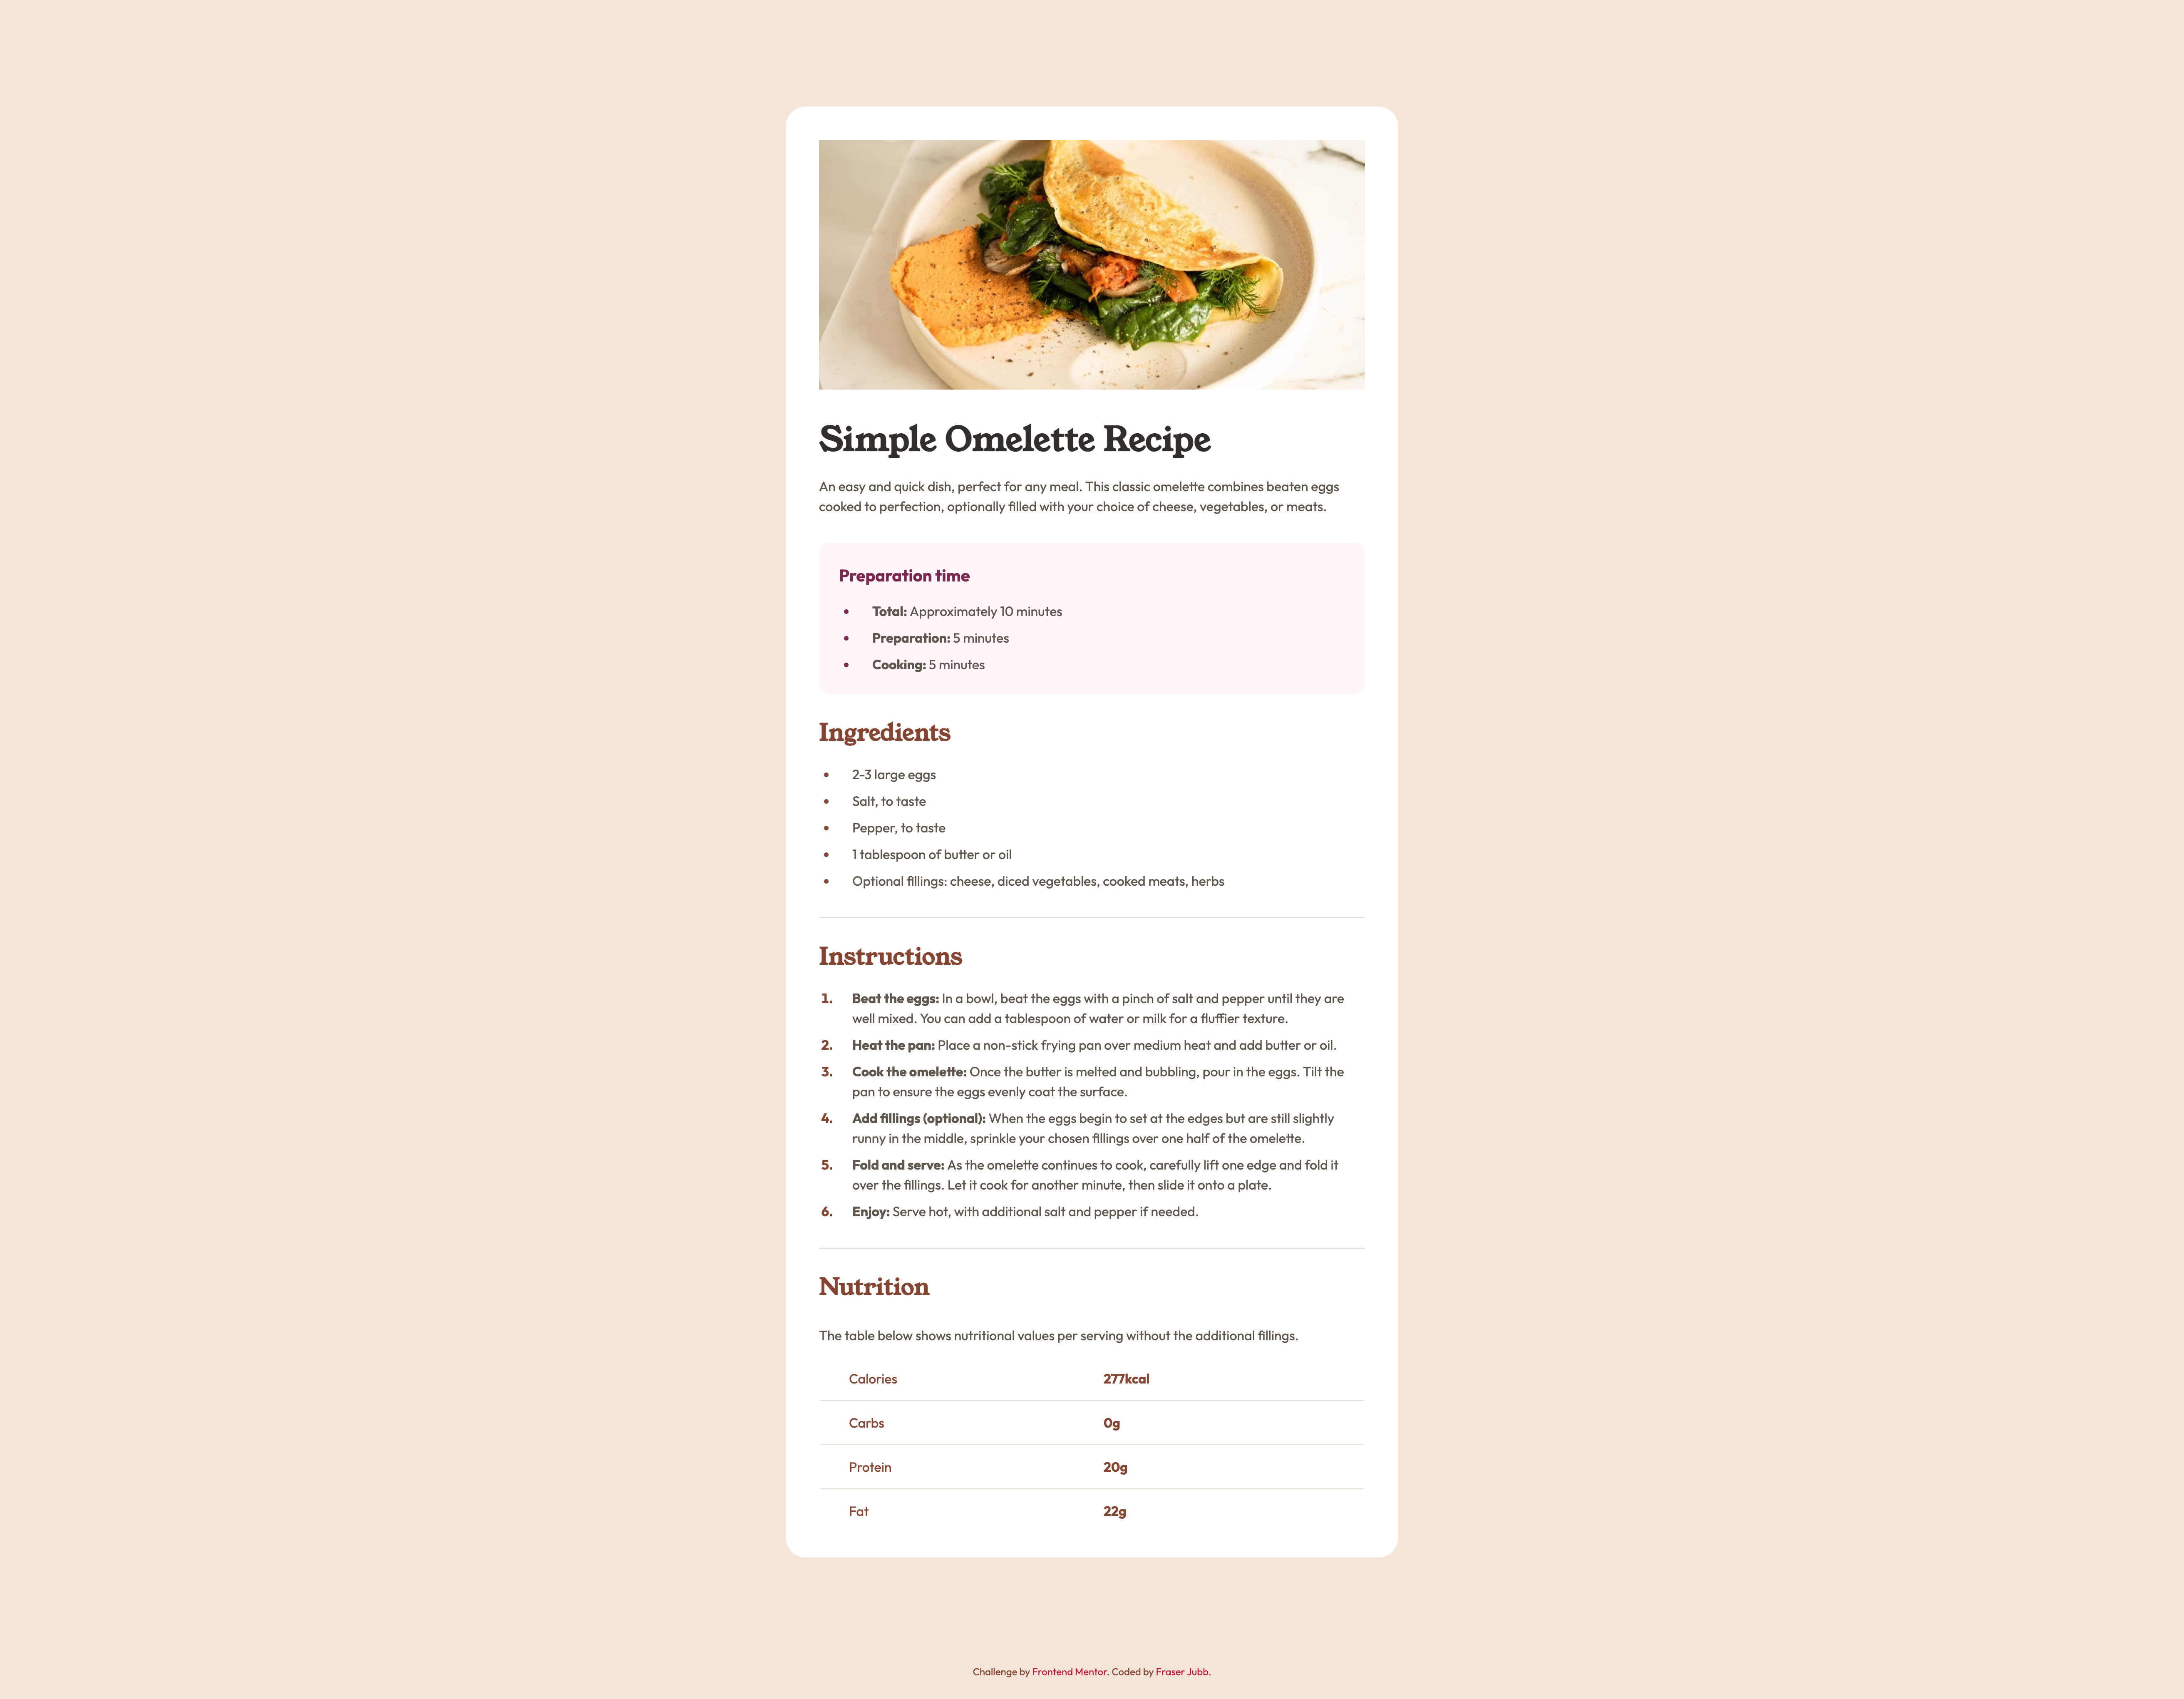 Simple Omelette Recipe
An easy and quick dish, perfect for any meal. This classic omelette combines beaten eggs
cooked to perfection, optionally filled with your choice of cheese, vegetables, or meats.
Preparation time
• Total: Approximately 10 minutes
• Preparation: 5 minutes
• Cooking: 5 minutes
Ingredients
• 2-3 large eggs
• Salt, to taste
• Pepper, to taste
• 1 tablespoon of butter or oil
• Optional fillings: cheese, diced vegetables, cooked meats, herbs
Instructions
1. Beat the eggs: In a bowl, beat the eggs with a pinch of salt and pepper until they are
well mixed. You can add a tablespoon of water or milk for a fluffier texture.
2. Heat the pan: Place a non-stick frying pan over medium heat and add butter or oil.
3. Cook the omelette: Once the butter is melted and bubbling, pour in the eggs. Tilt the
pan to ensure the eggs evenly coat the surface.
4. Add fillings (optional): When the eggs begin to set at the edges but are still slightly
runny in the middle, sprinkle your chosen fillings over one half of the omelette.
5. Fold and serve: As the omelette continues to cook, carefully lift one edge and fold it
over the fillings. Let it cook for another minute, then slide it onto a plate.
6. Enjoy: Serve hot, with additional salt and pepper if needed.
Nutrition
The table below shows nutritional values per serving without the additional fillings.
Calories 277kcal
Carbs 0g
Protein 20g
Fat 22g
Challenge by Frontend Mentor. Coded by Fraser Jubb.